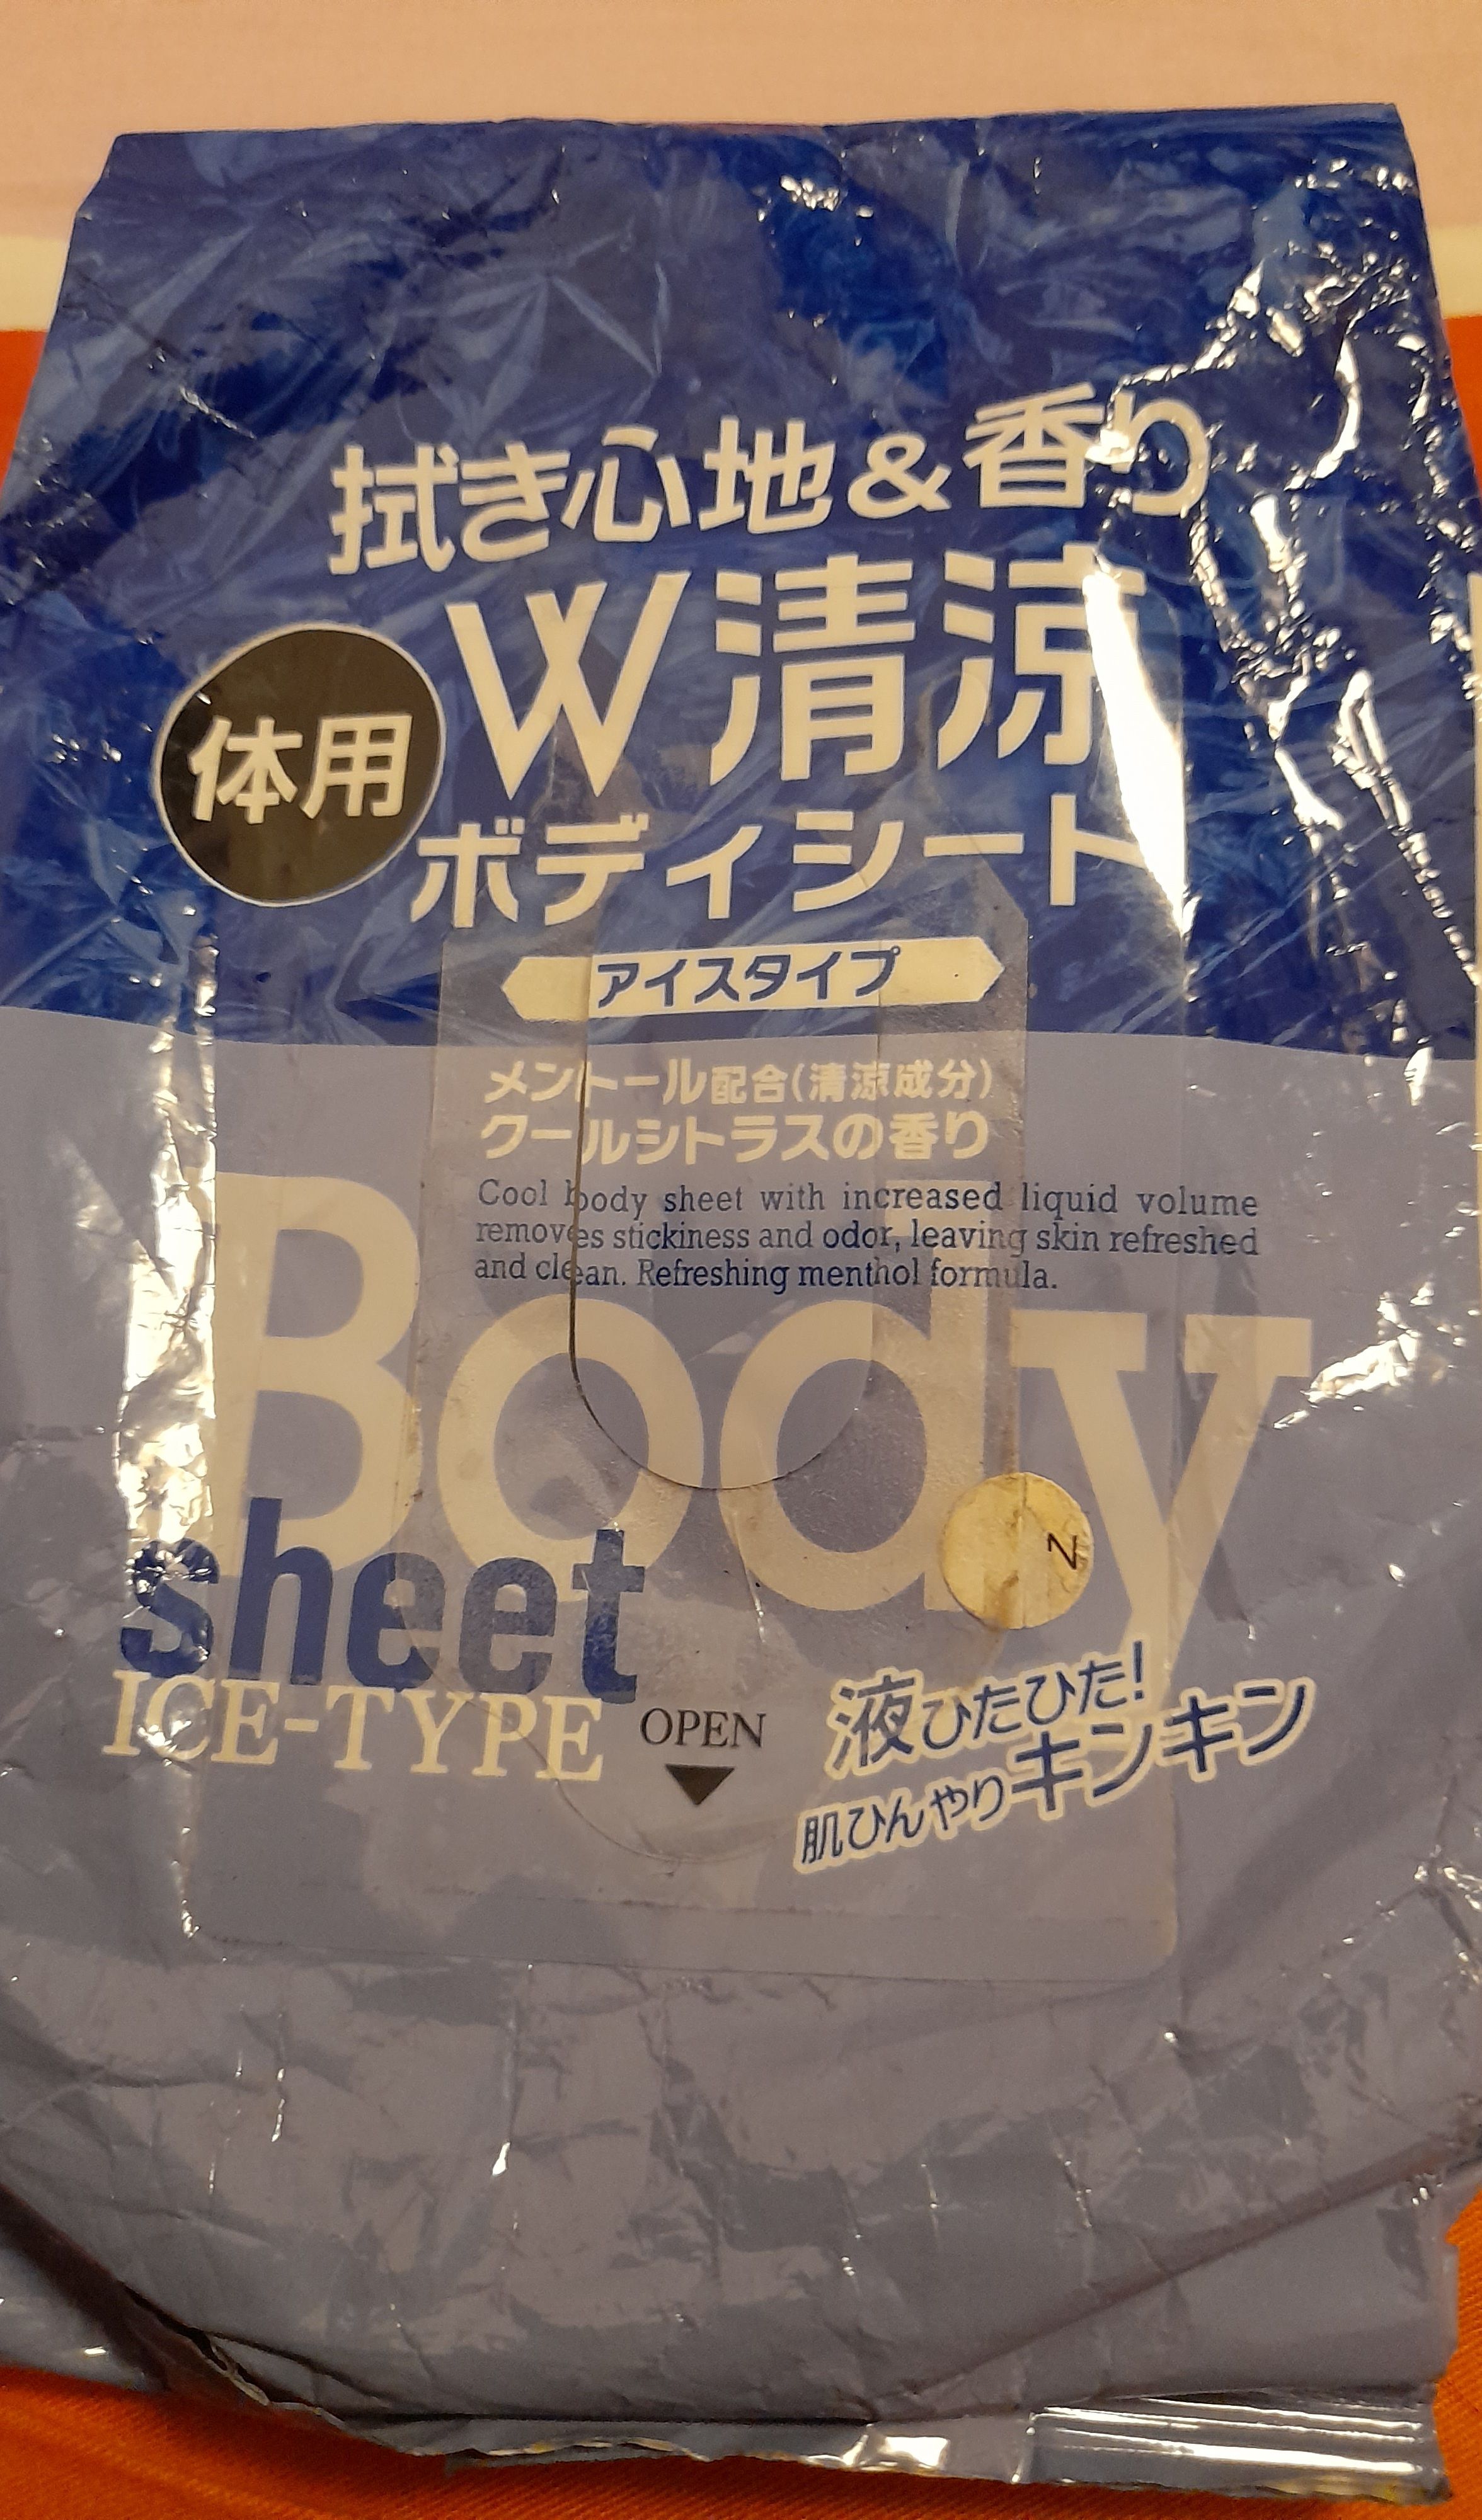 拭き心地&香り
W清涼
体用
ボディシート
アイスタイプ
メントール配合(清涼成分)
クールシトラスの香り
Cool body sheet with increased liquid volume
removes stickiness and odor, leaving skin refreshed
and clean. Refreshing menthol formula.
Body
sheet
ICE-TYPE
OPEN
液ひたひた!
肌ひんやりキンキン
N